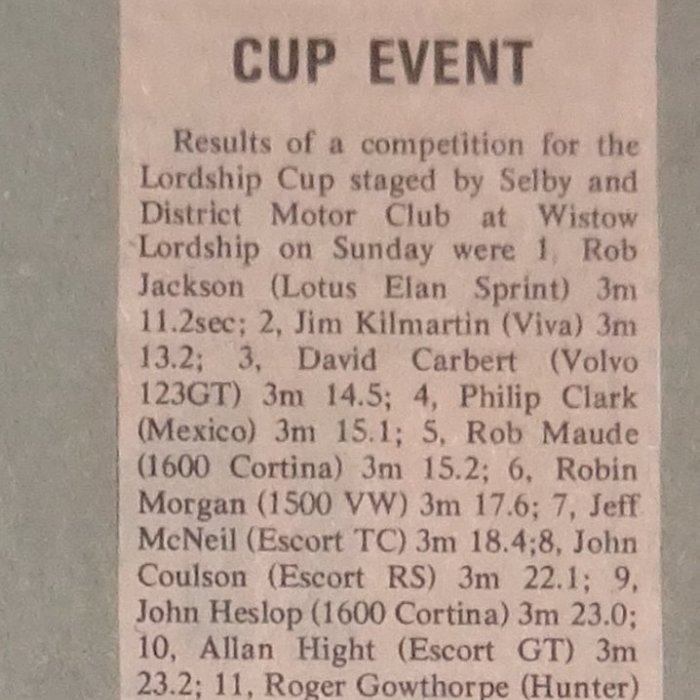 CUP EVENT
Results of a competition for the
Lordship Cup staged by Selby and
District Motor Club at Wistow
Lordship on Sunday were 1, Rob
Jackson (Lotus Elan Sprint) 3m
11.2sec; 2, Jim Kilmartin (Viva) 3m
13.2; 3, David Carbert (Volvo
123GT) 3m 14.5; 4, Philip Clark
(Mexico) 3m 15.1; 5, Rob Maude
(1600 Cortina) 3m 15.2; 6, Robin
Morgan (1500 VW) 3m 17.6; 7, Jeff
McNeil (Escort TC) 3m 18.4;8, John
Coulson (Escort RS) 3m 22.1; 9,
John Heslop (1600 Cortina) 3m 23.0;
10, Allan Hight (Escort GT) 3m
23.2; 11, Roger Gowthorpe (Hunter)